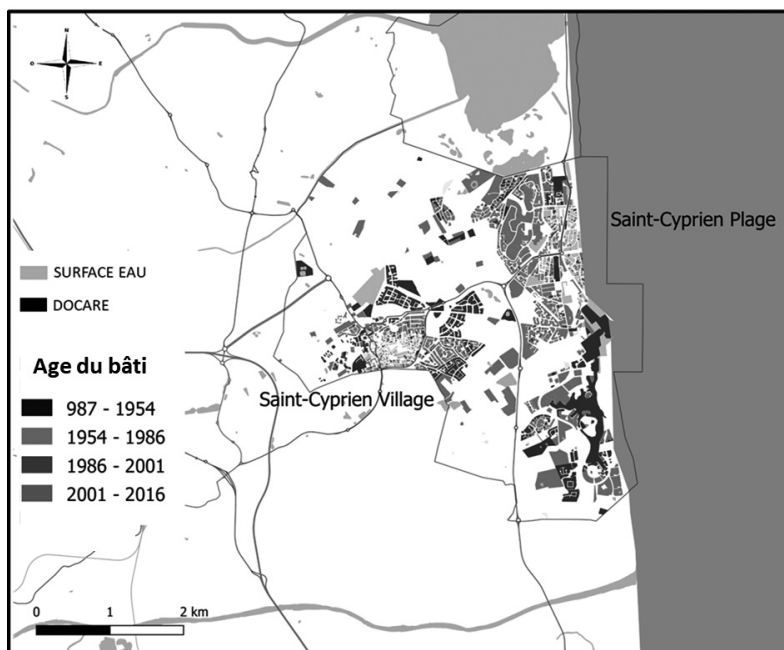 N
O
E
S
Saint-Cyprien Plage
SURFACE EAU
DOCARE
Age du bâti
987 - 1954
1954 - 1986
1986 - 2001
2001 - 2016
Saint-Cyprien Village
0 1 2 km